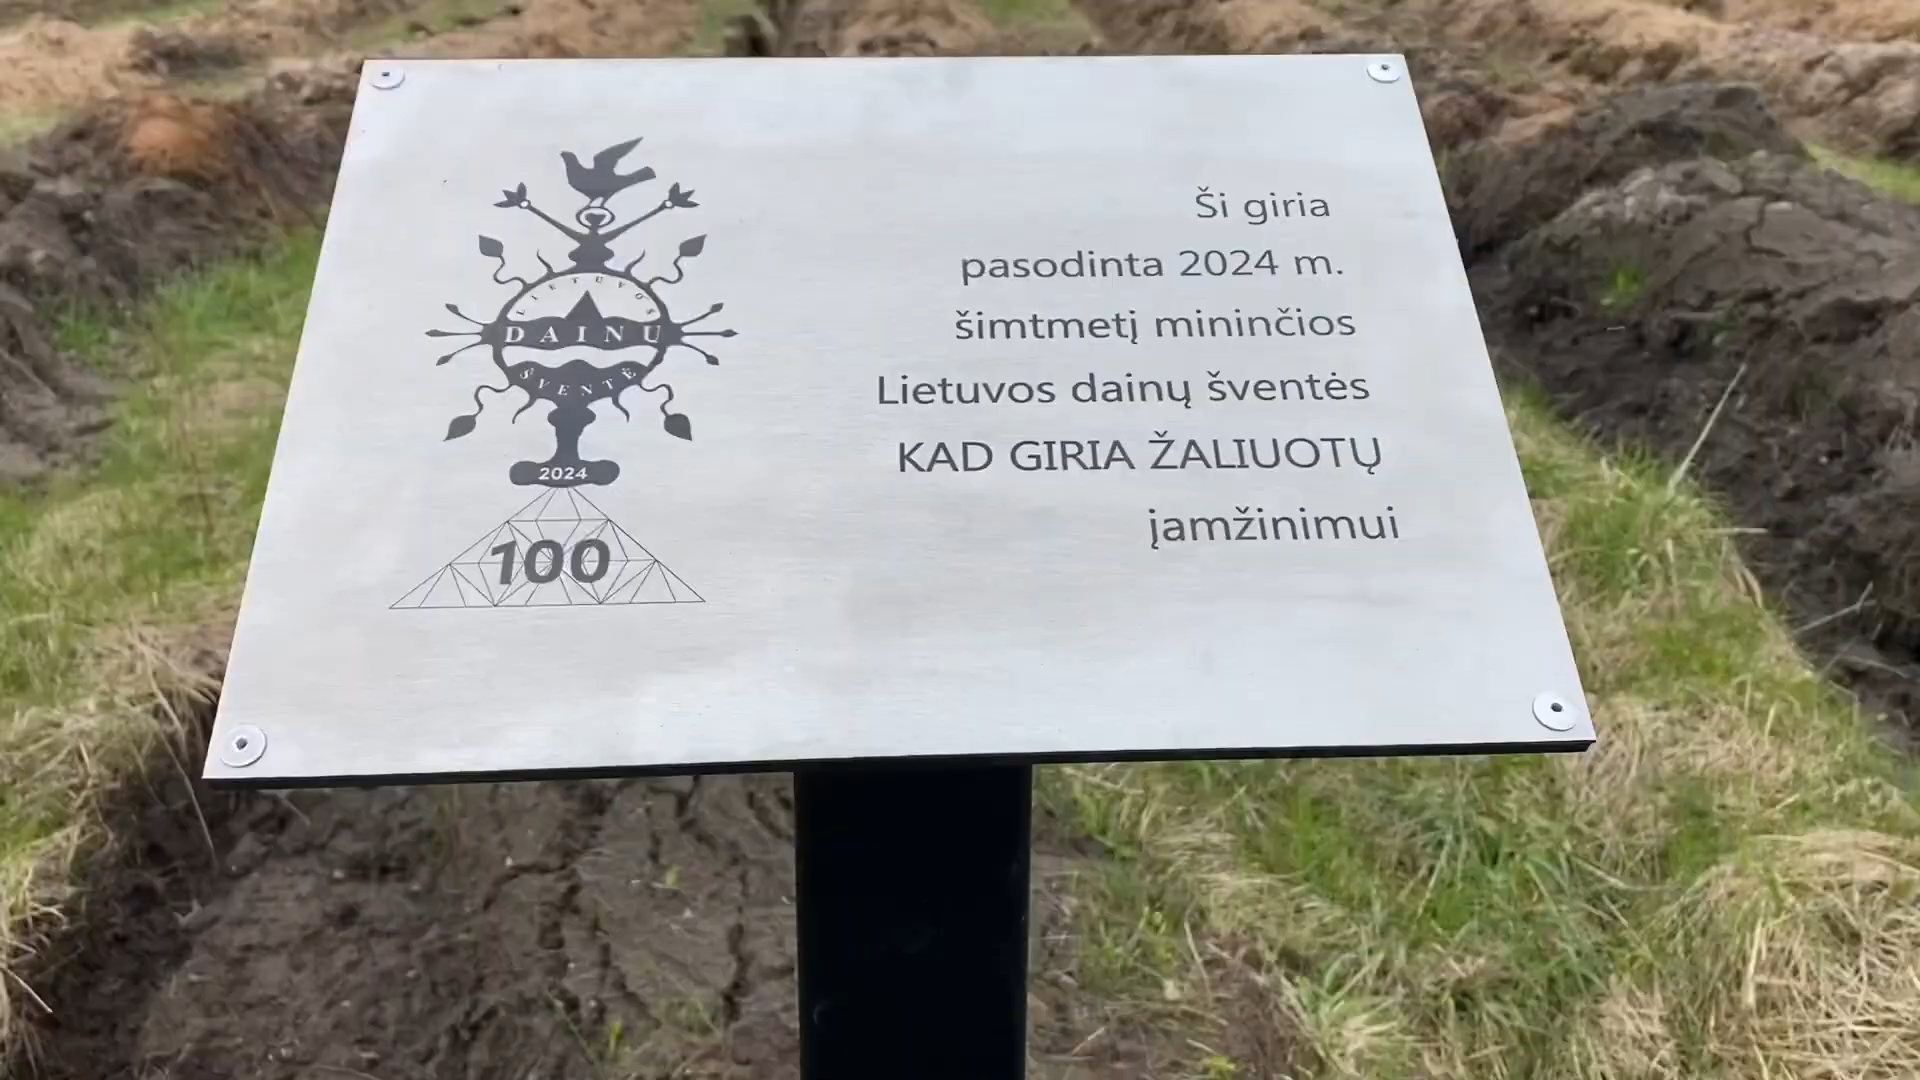 LIETUVOS
DAINŲ
ŠVENTĖ
2024
100
Ši giria
pasodinta 2024 m.
šimtmetį mininčios
Lietuvos dainų šventės
KAD GIRIA ŽALIUOTŲ
įamžinimui